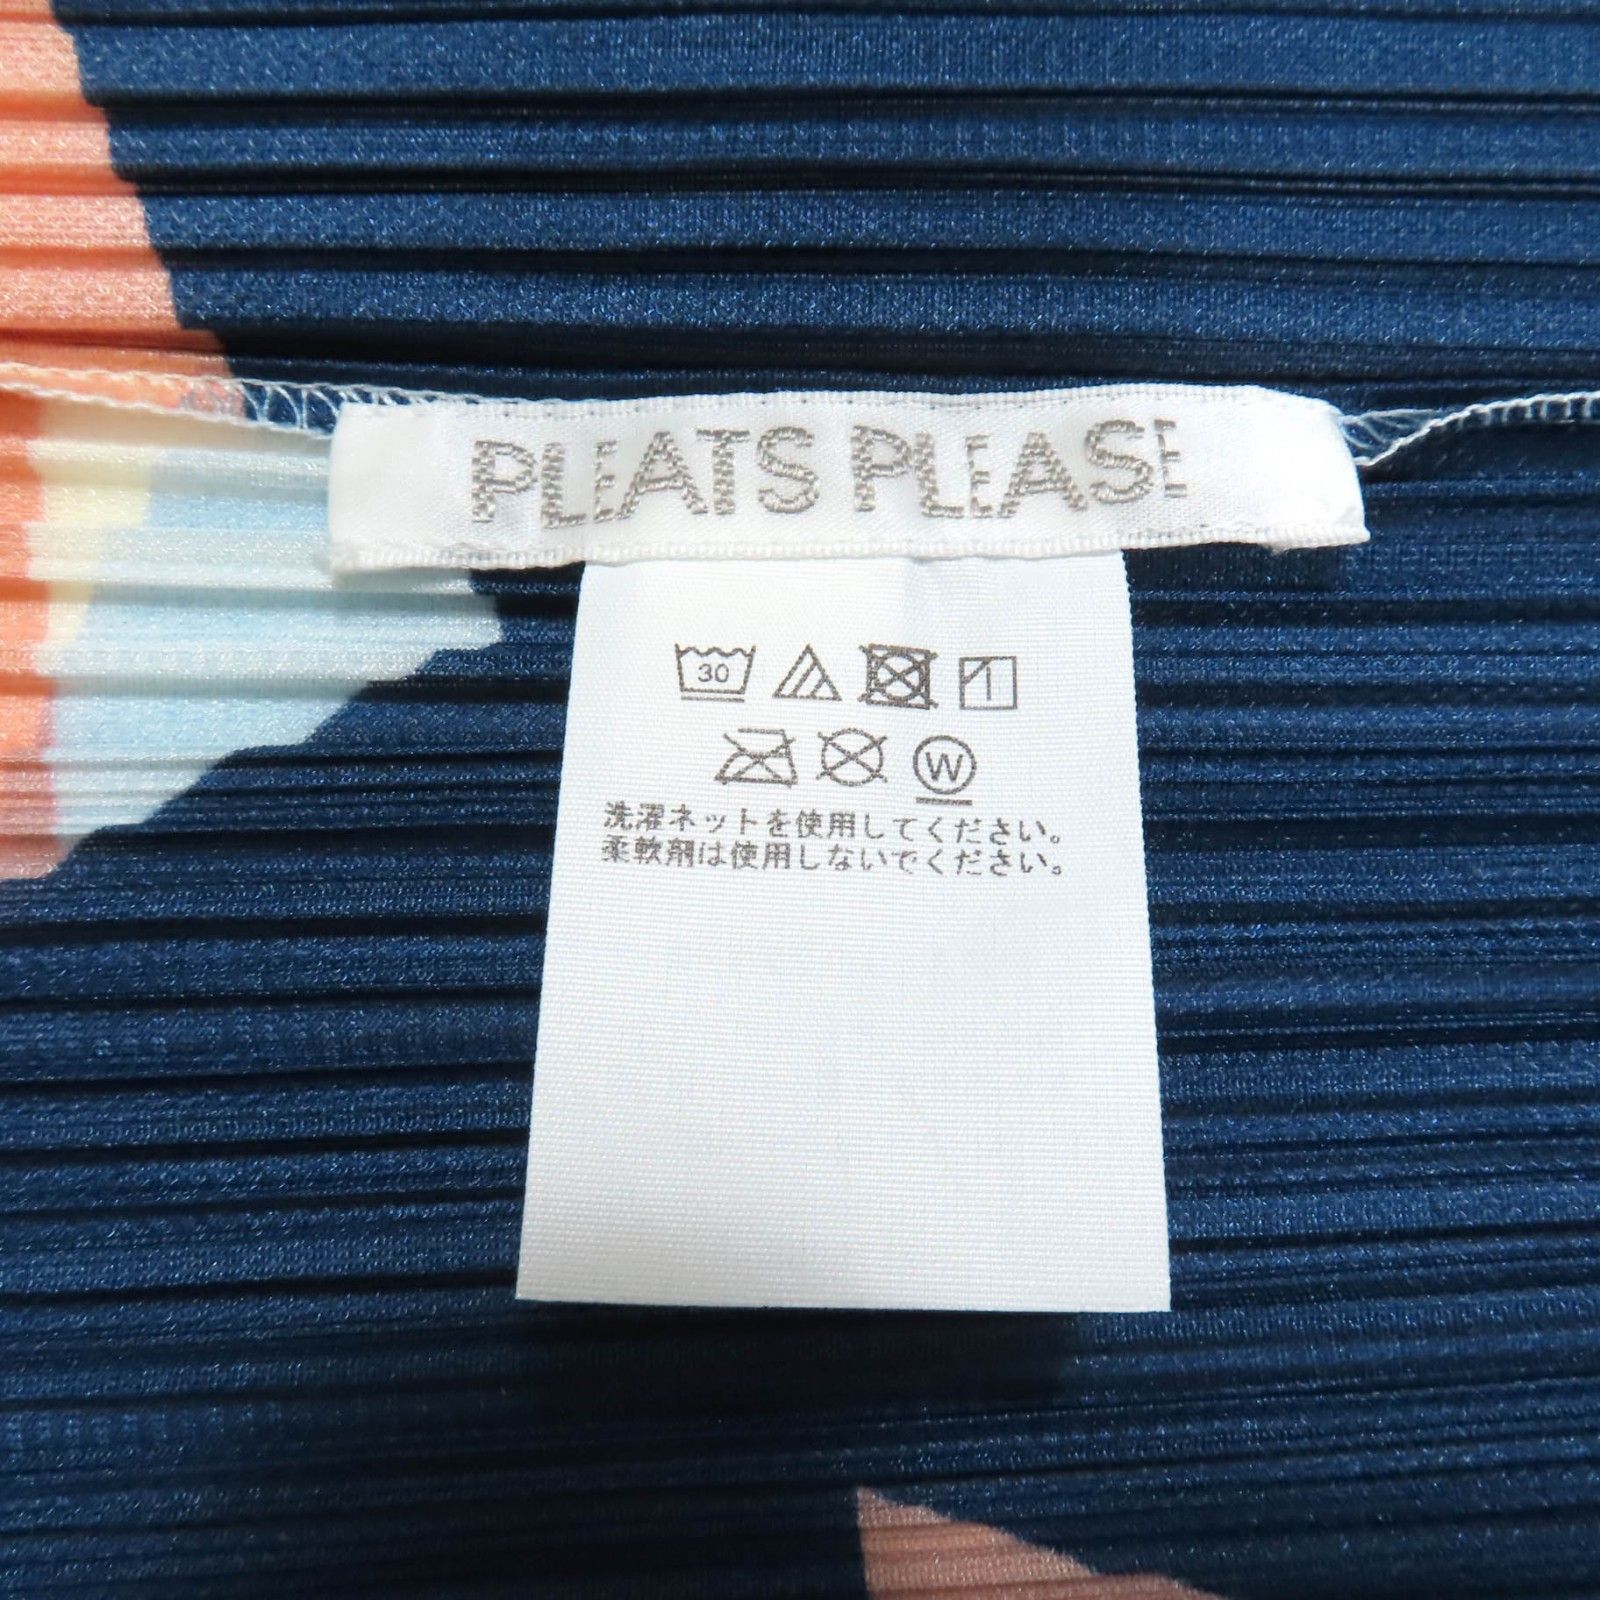 PLEATS PLEASE
30
W
洗濯ネットを使用してください。
柔軟剤は使用しないでください。